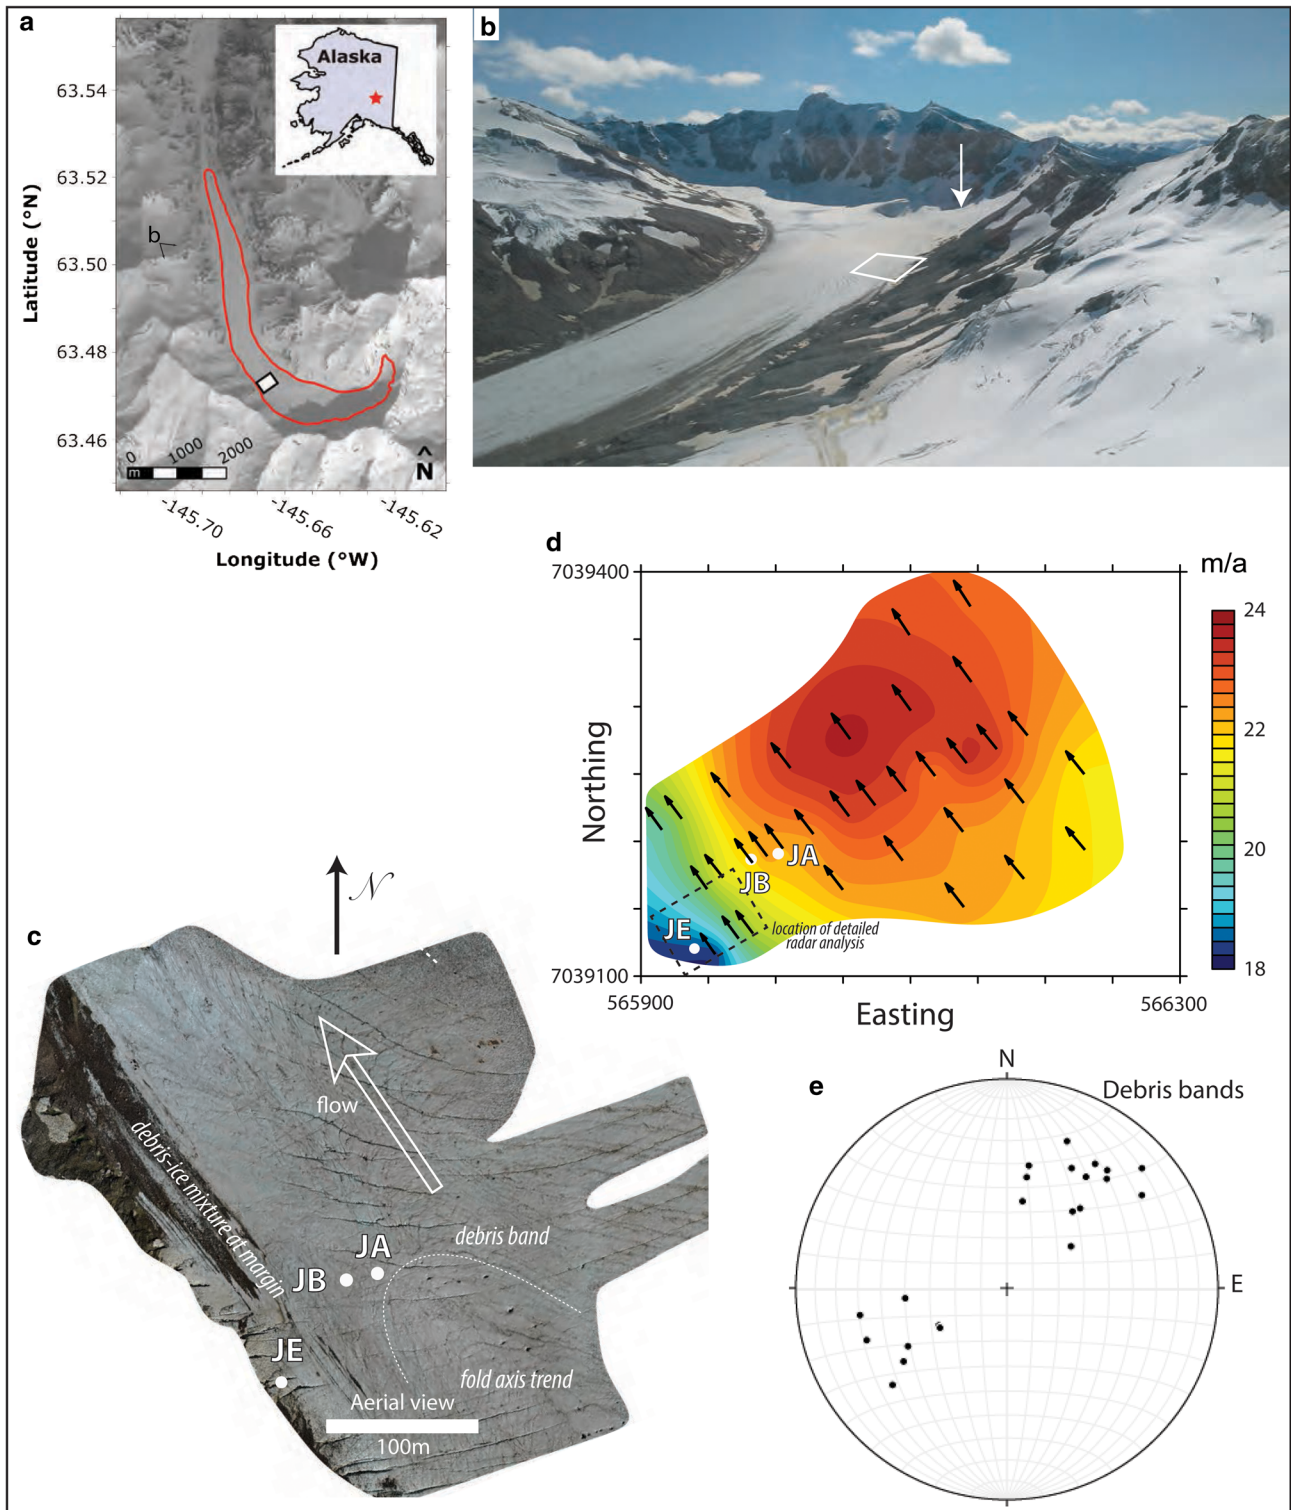 a
Alaska
63.54
63.52
63.50
63.48
63.46
Latitude (°N)
b
0 1000 2000
m
N
-145.70
-145.66
-145.62
Longitude (°W)
b
c
N
flow
debris-ice mixture at margin
JA
JB
debris band
JE
fold axis trend
Aerial view
100m
d
7039400
7039100
Northing
565900
566300
Easting
JA
JB
JE
location of detailed
radar analysis
m/a
24
22
20
18
e
N
Debris bands
E